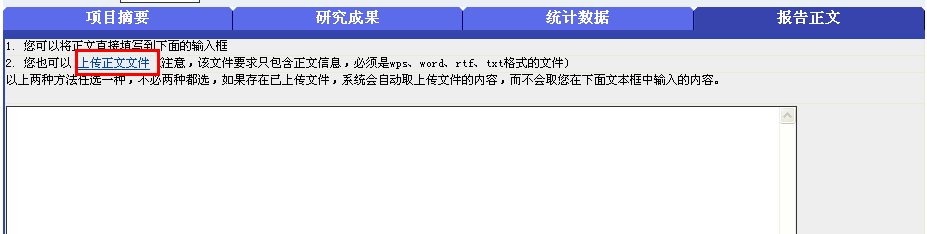 项目摘要 研究成果 统计数据 报告正文
1. 您可以将正文直接填写到下面的输入框
2. 您也可以 上传正文文件 注意，该文件要求只包含正文信息，必须是wps、word、rtf、txt格式的文件）
以上两种方法任选一种，不必两种都选，如果存在已上传文件，系统会自动取上传文件的内容，而不会取您在下面文本框中输入的内容。